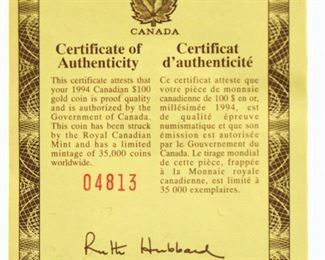 CANADA
Certificate of
Authenticity
This certificate attests that
your 1994 Canadian $100
gold coin is proof quality and
is authorized by the
Government of Canada.
This coin has been struck
by the Royal Canadian
Mint and has a limited
mintage of 35,000 coins
worldwide.
04813
Certificat
d'authenticité
Ce certificat atteste que
votre pièce de monnaie
canadienne de 100 $ en or,
millésimée 1994, est
de qualité épreuve
numismatique et que son
émission est autorisée
par le Gouvernement du
Canada. Le tirage mondial
de cette pièce, frappée
à la Monnaie royale
canadienne, est limité à
35 000 exemplaires.
Ruth Hubbard